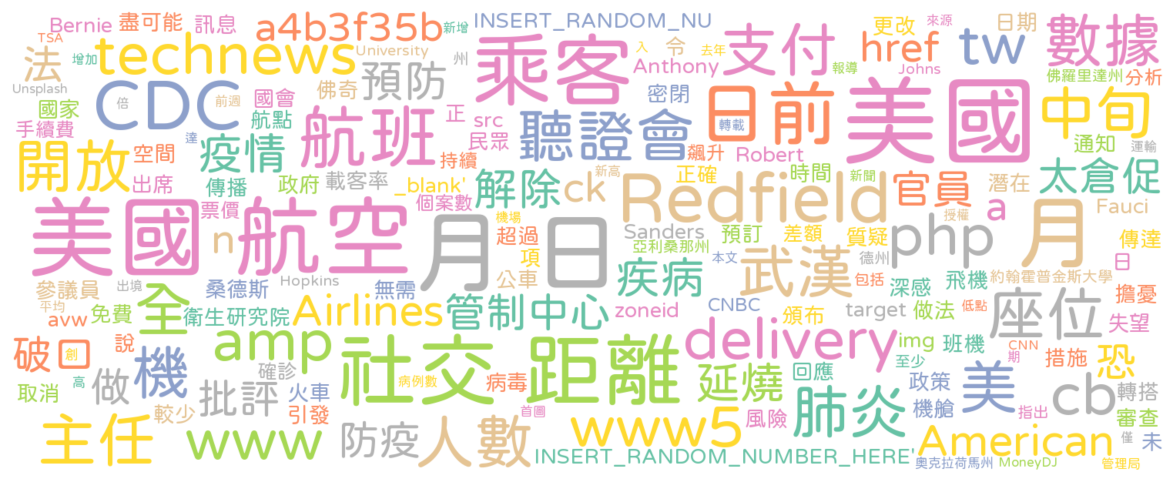 Bernie 盡可能 訊息 a4b3f35b 新增 INSERT_RANDOM_NU 更改 來源 日期
TSA 增加 technews University 州 乘客 Anthony 入 令 去年 支付 href tw 數據
法 Unsplash CDC 倍 前週 佛奇 預防 正 密閉 報導 Johns 佛羅里達州 分析
國家 國會 航點 航班 src 民眾 聽證會 日前 轉載 美國 中旬 通知 運輸
手續費 達 疫情 持續 飆升 Robert 新高 正確 時間 新聞 太倉促
開放 空間 出席 傳播 政府 載客率 _blank' 個案數 解除 ck Redfield 官員 潛在 a 月 Fauci
美國 航空 票價 n 月 日 機場 超過 項 Sanders 預訂 差額 質疑 授權 php 傳達
亞利桑那州 本文 德州 日
參議員 出境 桑德斯 Hopkins 無需 公車 疾病 武漢 包括 深感 飛機 約翰霍普金斯大學 擔憂
平均 avw 免費 全 衛生研究院 Airlines 管制中心 zoneid CNBC 頒布 target 做法 低點 座位 失望
破 口 創 說 機 amp 社交 距離 delivery img 班機 CNN 措施 恐
取消 高 做 確診 火車 病例數 病毒 延燒 回應 至少 政策 美 期 cb 轉搭
主任 較少 批評 引發 首圖 肺炎 風險 機艙 指出 審查
www 防疫 人數 www5 American 僅 未
INSERT_RANDOM_NUMBER_HERE' 奧克拉荷馬州 MoneyDJ 管理局